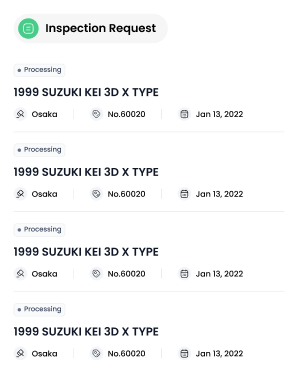 Inspection Request
Processing
1999 SUZUKI KEI 3D X TYPE
Osaka No.60020 Jan 13, 2022
Processing
1999 SUZUKI KEI 3D X TYPE
Osaka No.60020 Jan 13, 2022
Processing
1999 SUZUKI KEI 3D X TYPE
Osaka No.60020 Jan 13, 2022
Processing
1999 SUZUKI KEI 3D X TYPE
Osaka No.60020 Jan 13, 2022